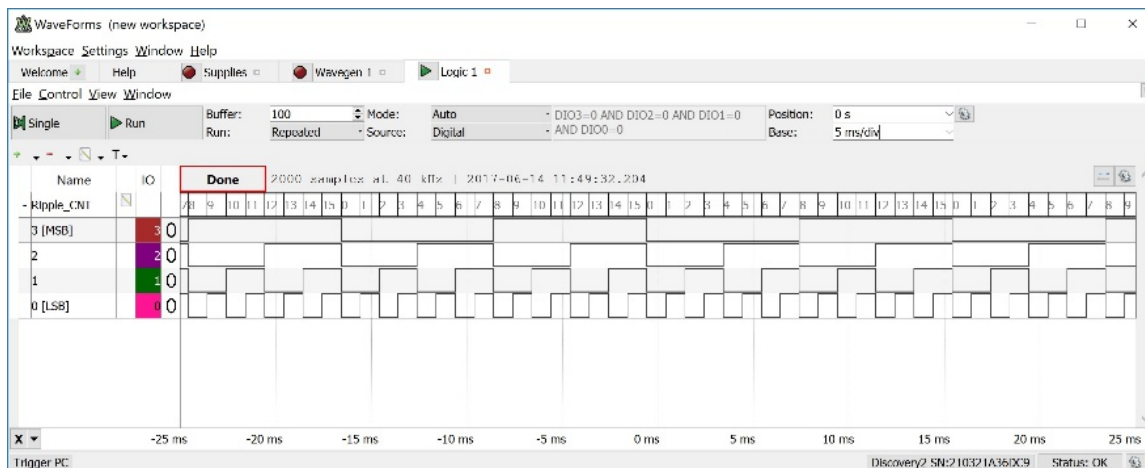 WaveForms (new workspace)
Workspace Settings Window Help
Welcome Help Supplies Wavegen 1 Logic 1
File Control View Window
Single Run Buffer: 100 Mode: Auto DIO3=0 AND DIO2=0 AND DIO1=0 Position: 0 s
Run: Repeated Source: Digital AND DIO0=0 Base: 5 ms/div
T
Name IO Done 2000 samples at 40 kHz | 2017-06-14 11:49:32.204
- Ripple_CNT 7 8 9 10 11 12 13 14 15 0 1 2 3 4 5 6 7 8 9 10 11 12 13 14 15 0 1 2 3 4 5 6 7 8 9 10 11 12 13 14 15 0 1 2 3 4 5 6 7 8 9
3 [MSB] 3 0
2 2 0
1 1 0
0 [LSB] 0 0
X -25 ms -20 ms -15 ms -10 ms -5 ms 0 ms 5 ms 10 ms 15 ms 20 ms 25 ms
Trigger PC Discovery2 SN:210321A36DC9 Status: OK